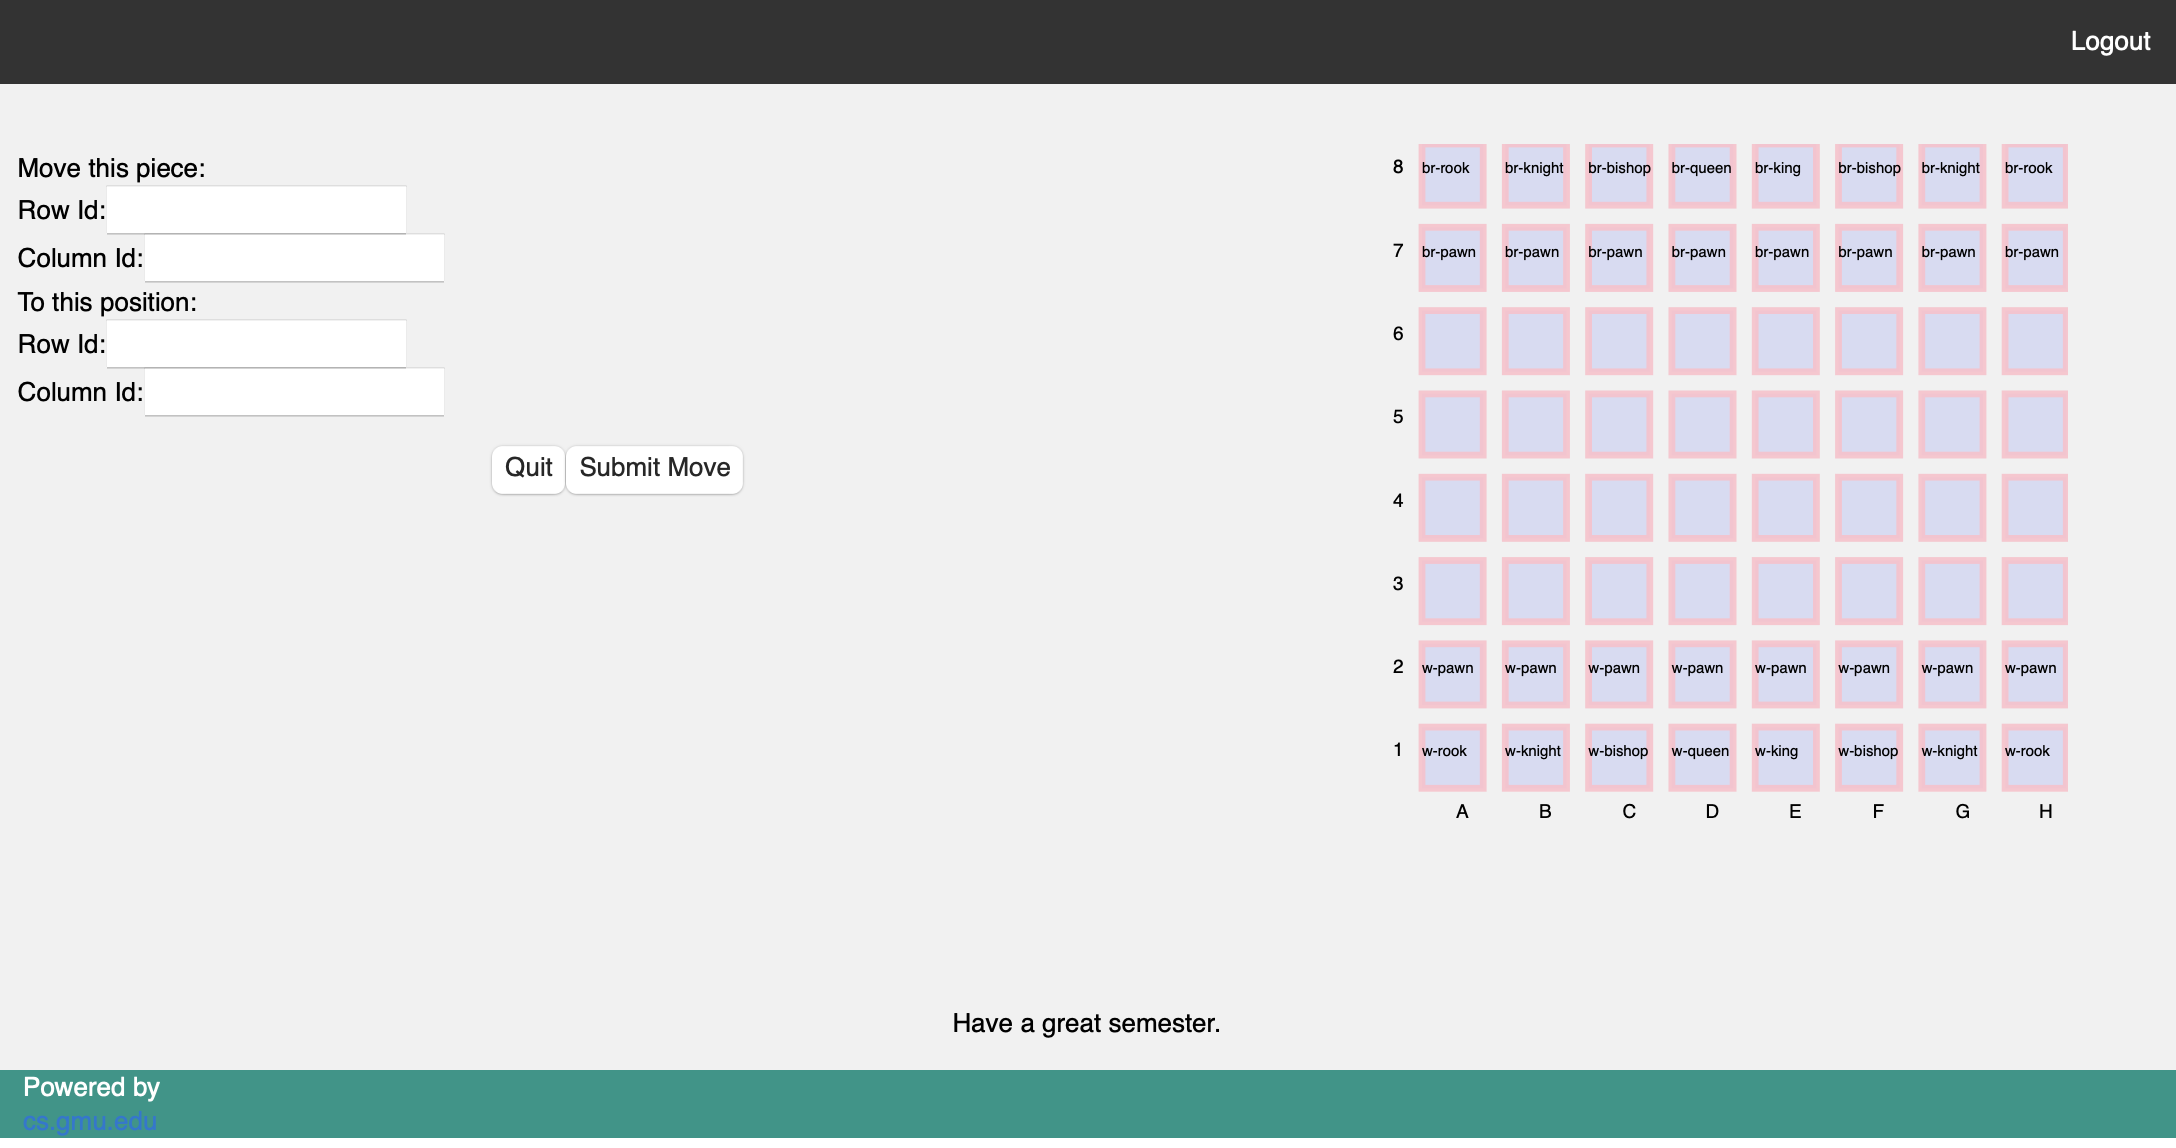 Logout
Move this piece:
Row Id:
Column Id:
To this position:
Row Id:
Column Id:
Quit Submit Move
8 br-rook br-knight br-bishop br-queen br-king br-bishop br-knight br-rook
7 br-pawn br-pawn br-pawn br-pawn br-pawn br-pawn br-pawn br-pawn
6
5
4
3
2 w-pawn w-pawn w-pawn w-pawn w-pawn w-pawn w-pawn w-pawn
1 w-rook w-knight w-bishop w-queen w-king w-bishop w-knight w-rook
A B C D E F G H
Have a great semester.
Powered by
cs.gmu.edu